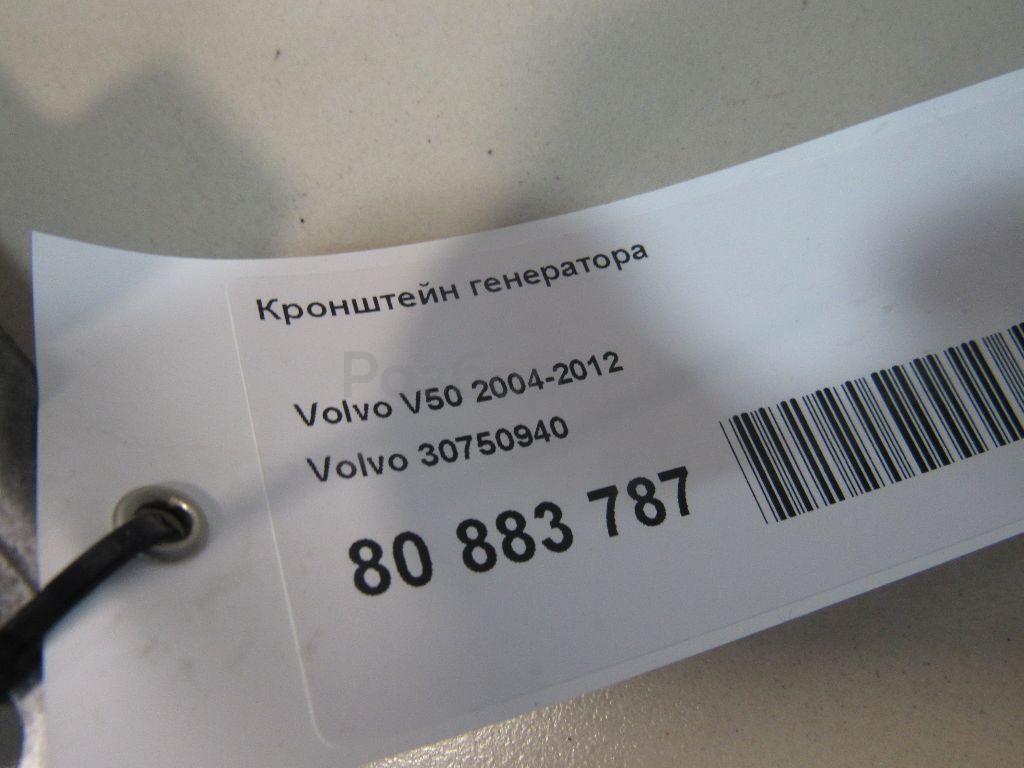 Кронштейн генератора
Volvo V50 2004-2012
Volvo 30750940
80 883 787